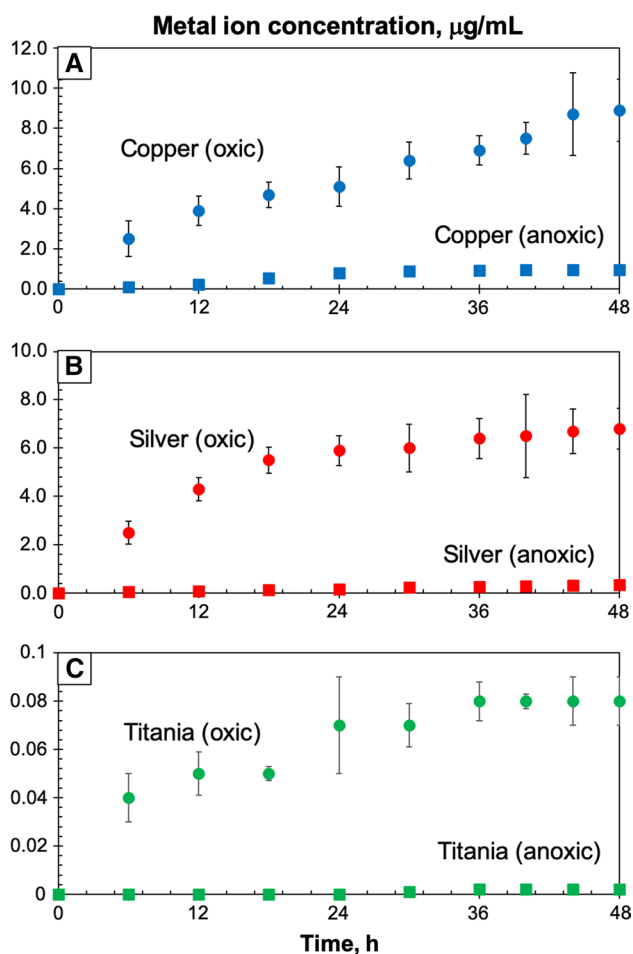 Metal ion concentration, μg/mL
A
12.0
10.0
8.0
6.0
4.0
2.0
0.0
Copper (oxic)
Copper (anoxic)
0 12 24 36 48
B
10.0
8.0
6.0
4.0
2.0
0.0
Silver (oxic)
Silver (anoxic)
0 12 24 36 48
C
0.1
0.08
0.06
0.04
0.02
0
Titania (oxic)
Titania (anoxic)
0 12 24 36 48
Time, h